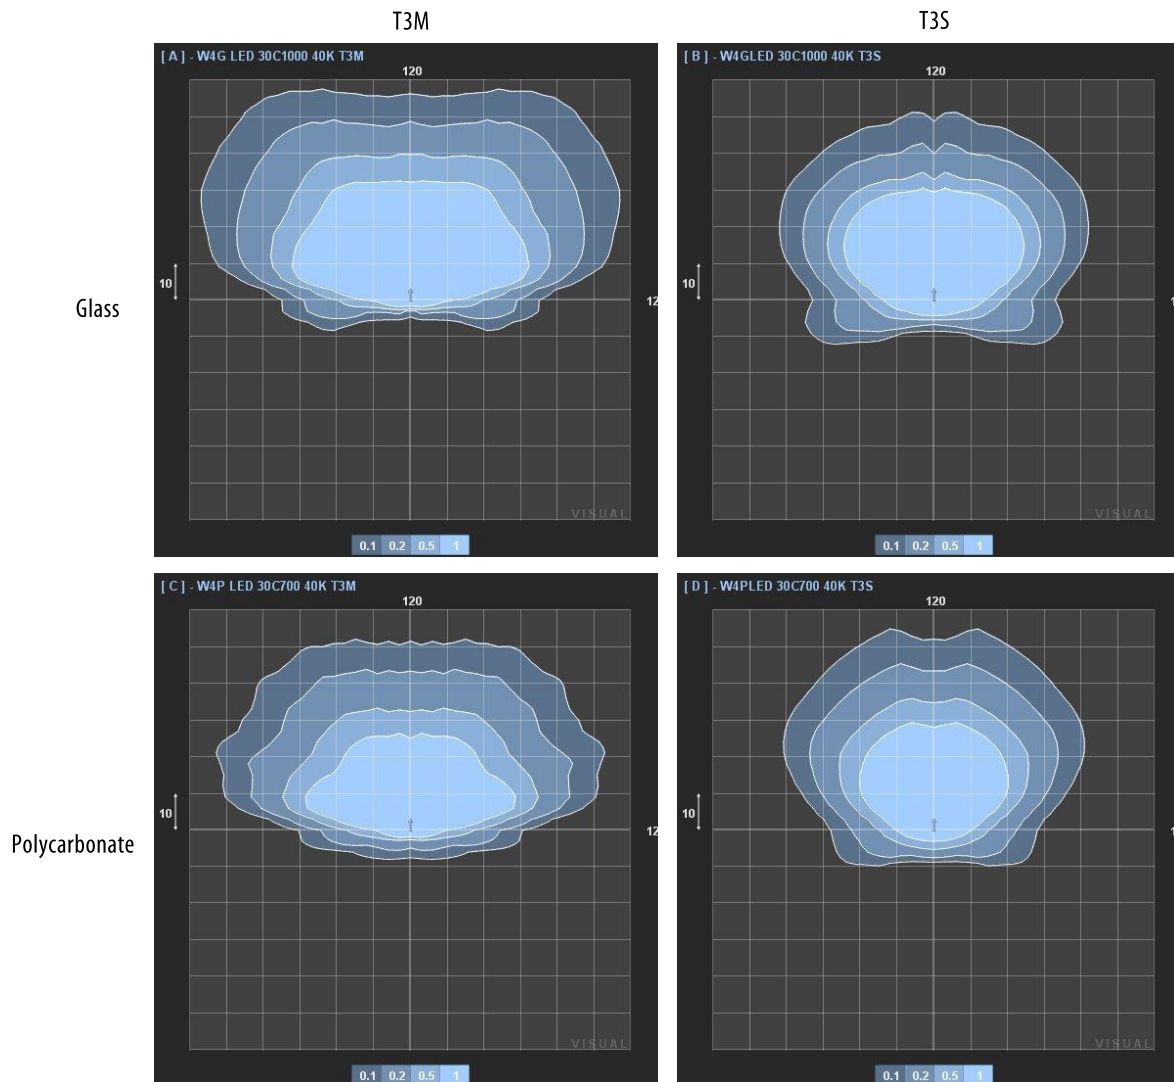 T3M
T3S
Glass
[ A ] - W4G LED 30C1000 40K T3M
120
10
12
VISUAL
0.1 0.2 0.5 1
[ B ] - W4GLED 30C1000 40K T3S
120
10
1
VISUAL
0.1 0.2 0.5 1
Polycarbonate
[ C ] - W4P LED 30C700 40K T3M
120
10
12
VISUAL
0.1 0.2 0.5 1
[ D ] - W4PLED 30C700 40K T3S
120
10
1
VISUAL
0.1 0.2 0.5 1